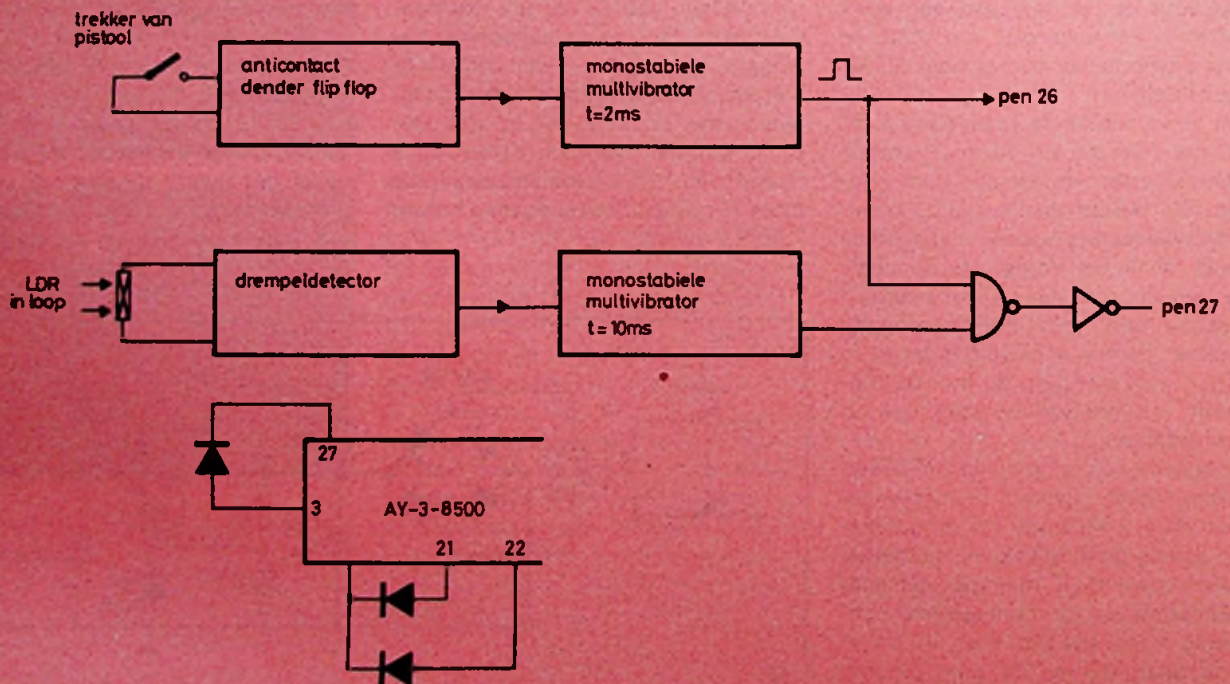 trekker van
pistool
anticontact
dender flip flop
monostabiele
multivibrator
t=2ms
pen 26
LDR
in loop
drempeldetector
monostabiele
multivibrator
t=10ms
pen 27
27
3
AY-3-8500
21
22